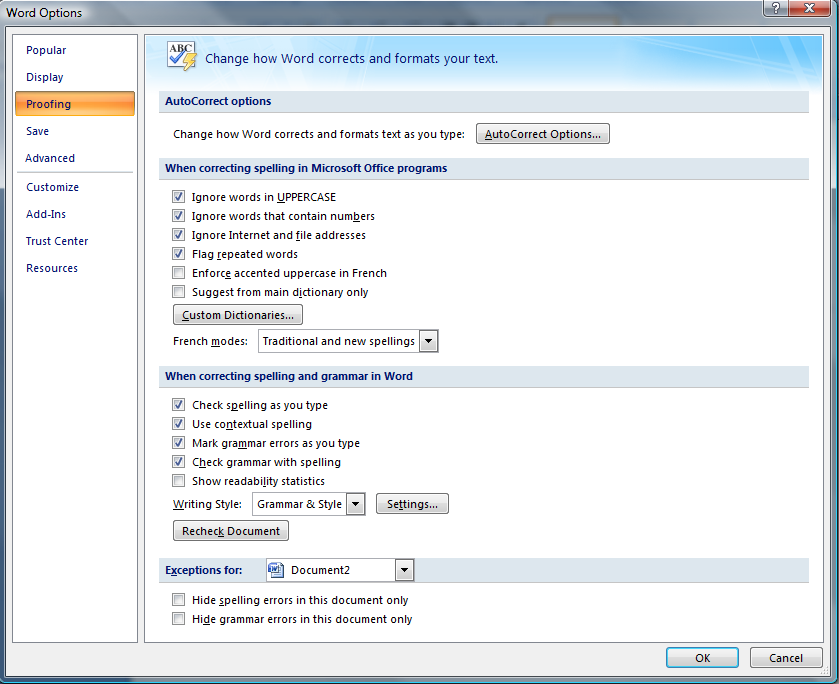 Word Options
Popular
Display
Proofing
Save
Advanced
Customize
Add-Ins
Trust Center
Resources
ABC
Change how Word corrects and formats your text.
AutoCorrect options
Change how Word corrects and formats text as you type: AutoCorrect Options...
When correcting spelling in Microsoft Office programs
Ignore words in UPPERCASE
Ignore words that contain numbers
Ignore Internet and file addresses
Flag repeated words
Enforce accented uppercase in French
Suggest from main dictionary only
Custom Dictionaries...
French modes: Traditional and new spellings
When correcting spelling and grammar in Word
Check spelling as you type
Use contextual spelling
Mark grammar errors as you type
Check grammar with spelling
Show readability statistics
Writing Style: Grammar & Style Settings...
Recheck Document
Exceptions for: Document2
Hide spelling errors in this document only
Hide grammar errors in this document only
OK Cancel